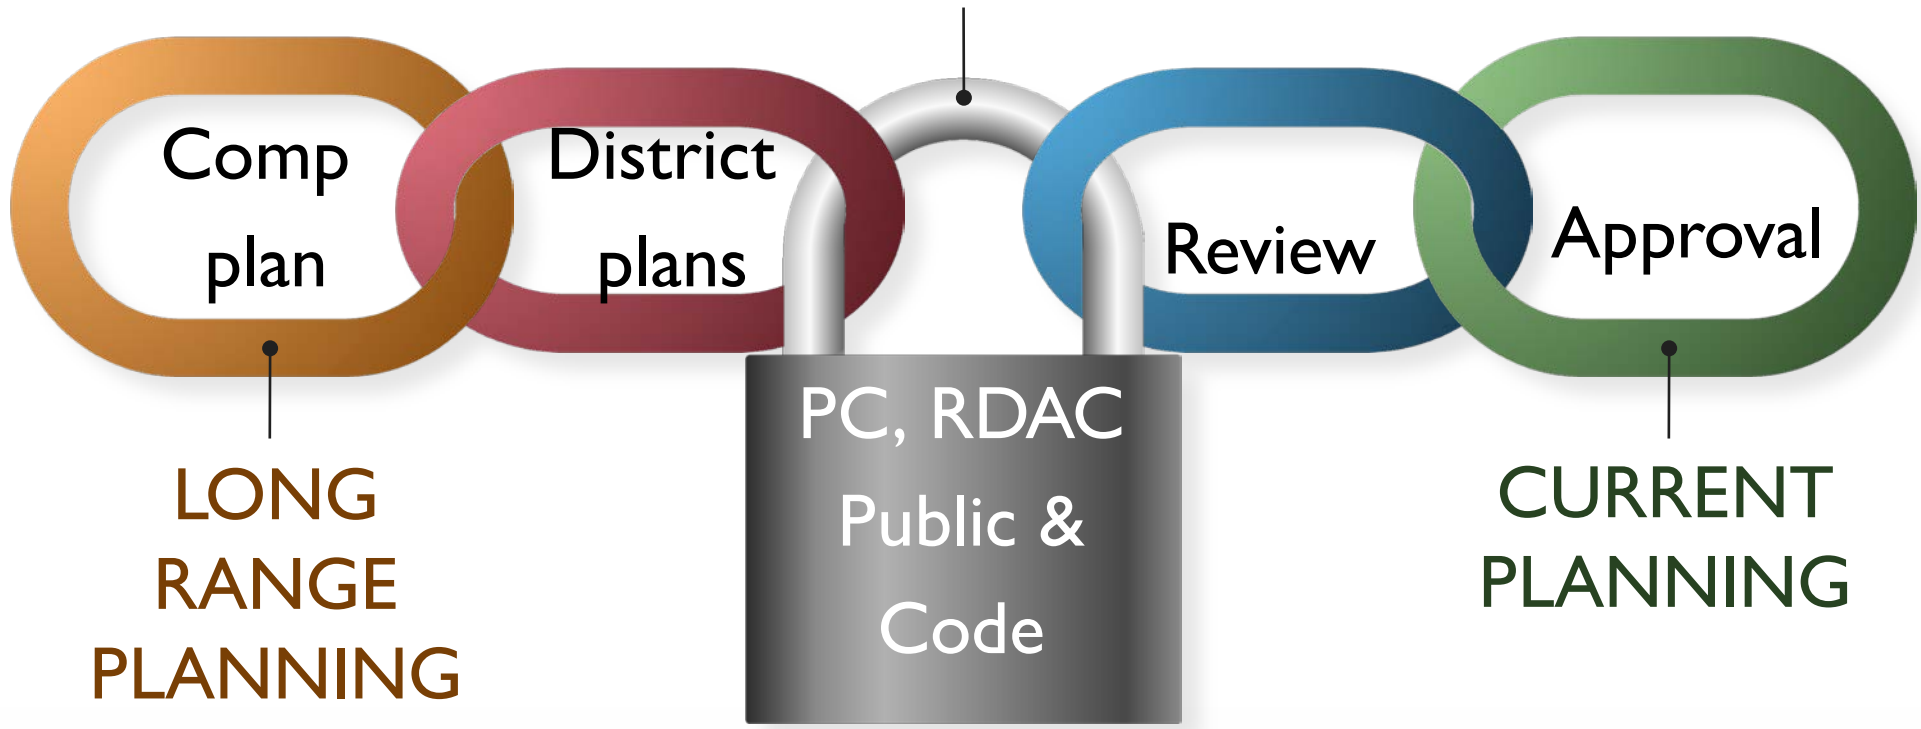 Comp
plan
District
plans
PC, RDAC
Public &
Code
Review
Approval
LONG
RANGE
PLANNING
CURRENT
PLANNING